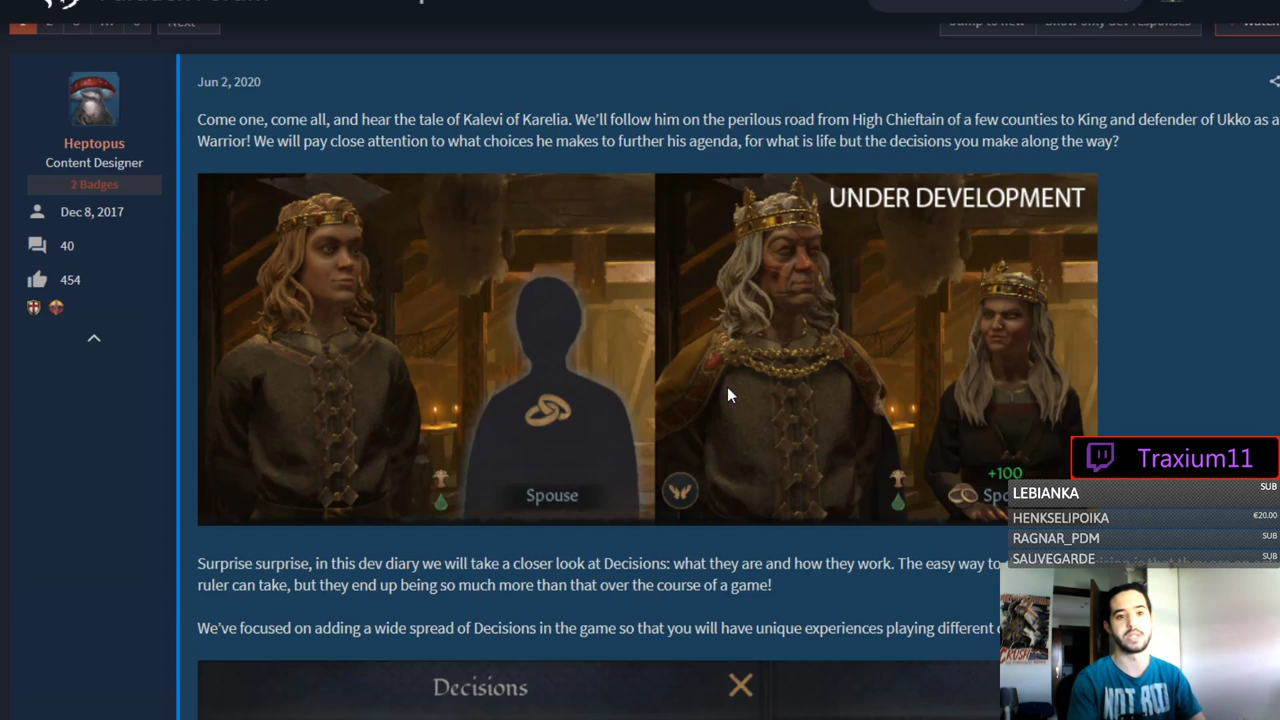 Jump to new
Jun 2, 2020
Heptopus
Content Designer
2 Badges
Dec 8, 2017
40
454
Come one, come all, and hear the tale of Kalevi of Karelia. We'll follow him on the perilous road from High Chieftain of a few counties to King and defender of Ukko as a
Warrior! We will pay close attention to what choices he makes to further his agenda, for what is life but the decisions you make along the way?
UNDER DEVELOPMENT
Spouse
+100
Spo
Traxium11
LEBIANKA SUB
HENKSELIPOIKA €20.00
RAGNAR_PDM SUB
SAUVEGARDE SUB
Surprise surprise, in this dev diary we will take a closer look at Decisions: what they are and how they work. The easy way to
ruler can take, but they end up being so much more than that over the course of a game!
We've focused on adding a wide spread of Decisions in the game so that you will have unique experiences playing different
Decisions
CRUSH
NOT